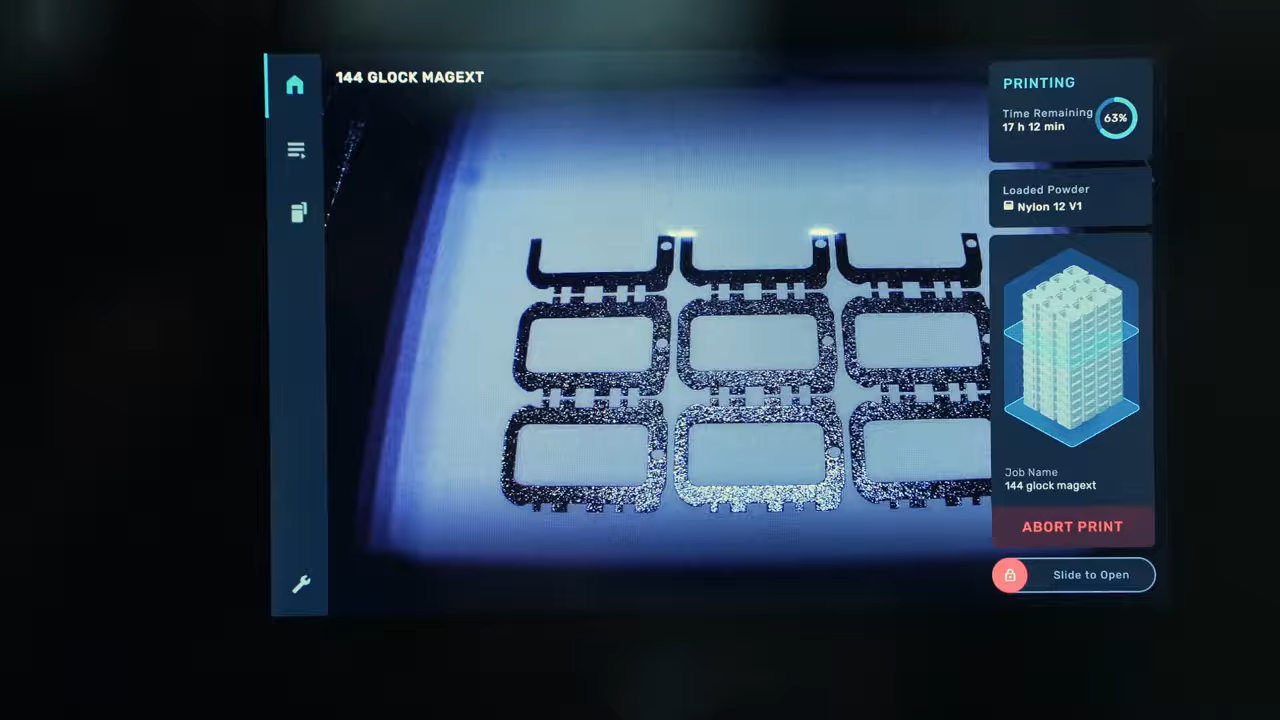 144 GLOCK MAGEXT
PRINTING
Time Remaining
17 h 12 min
63%
Loaded Powder
Nylon 12 V1
Job Name
144 glock magext
ABORT PRINT
Slide to Open